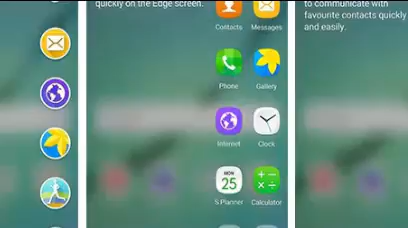 quickly on the Edge screen.
Contacts
Messages
Phone
Gallery
Internet
Clock
MON
25
S Planner
Calculator
to communicate with
favourite contacts quickly
and easily.